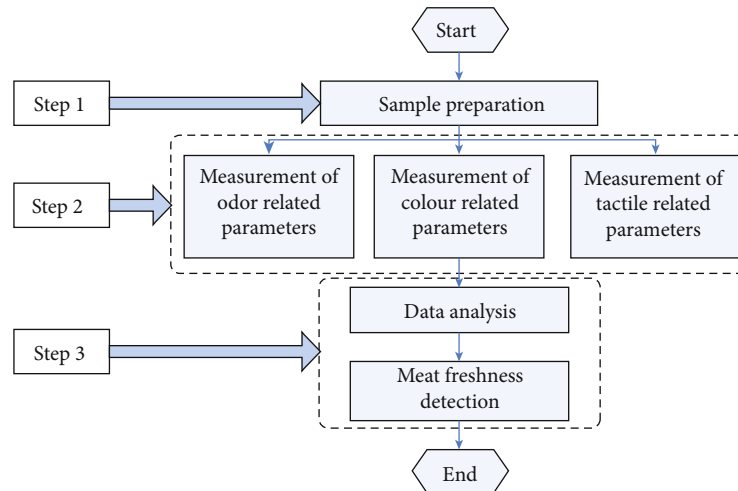 Start
Step 1
Sample preparation
Step 2
Measurement of
odor related
parameters
Measurement of
colour related
parameters
Measurement of
tactile related
parameters
Step 3
Data analysis
Meat freshness
detection
End